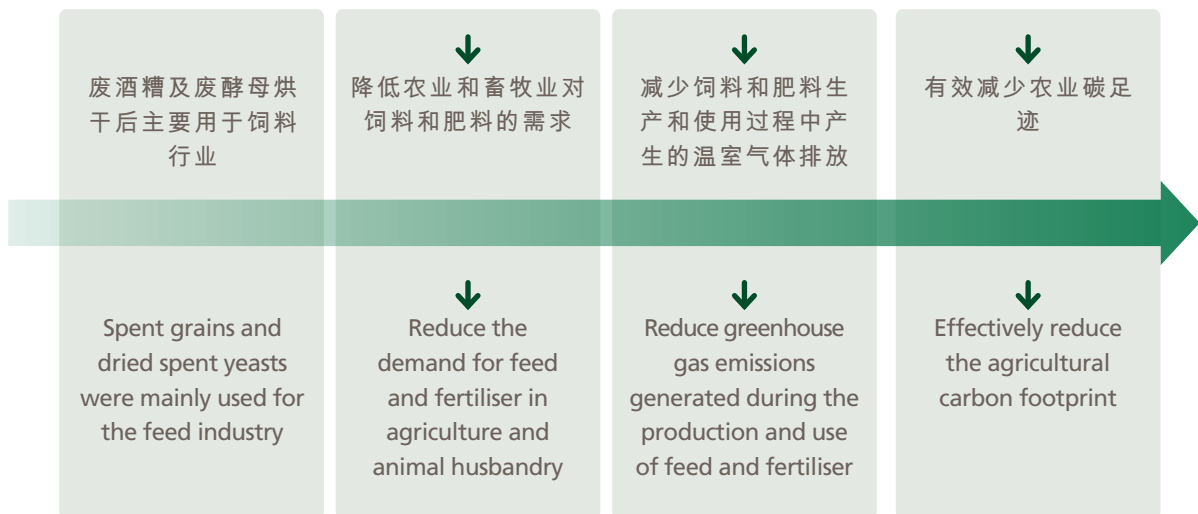 废酒糟及废酵母烘
干后主要用于饲料
行业
降低农业和畜牧业对
饲料和肥料的需求
减少饲料和肥料生
产和使用过程中产
生的温室气体排放
有效减少农业碳足
迹
Spent grains and
dried spent yeasts
were mainly used for
the feed industry
Reduce the
demand for feed
and fertiliser in
agriculture and
animal husbandry
Reduce greenhouse
gas emissions
generated during the
production and use
of feed and fertiliser
Effectively reduce
the agricultural
carbon footprint